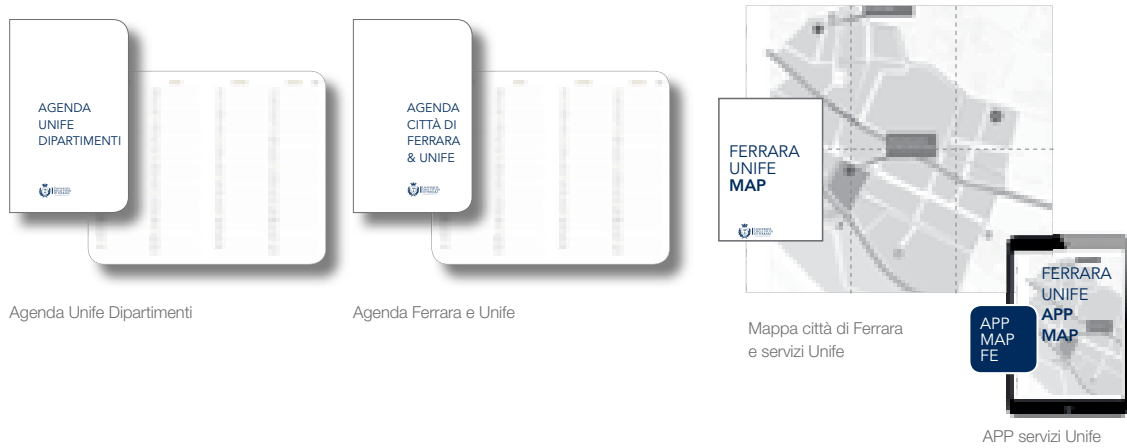 AGENDA
UNIFE
DIPARTIMENTI
Agenda Unife Dipartimenti
AGENDA
CITTÀ DI
FERRARA
& UNIFE
Agenda Ferrara e Unife
FERRARA
UNIFE
MAP
Mappa città di Ferrara
e servizi Unife
APP
MAP
FE
FERRARA
UNIFE
APP
MAP
APP servizi Unife